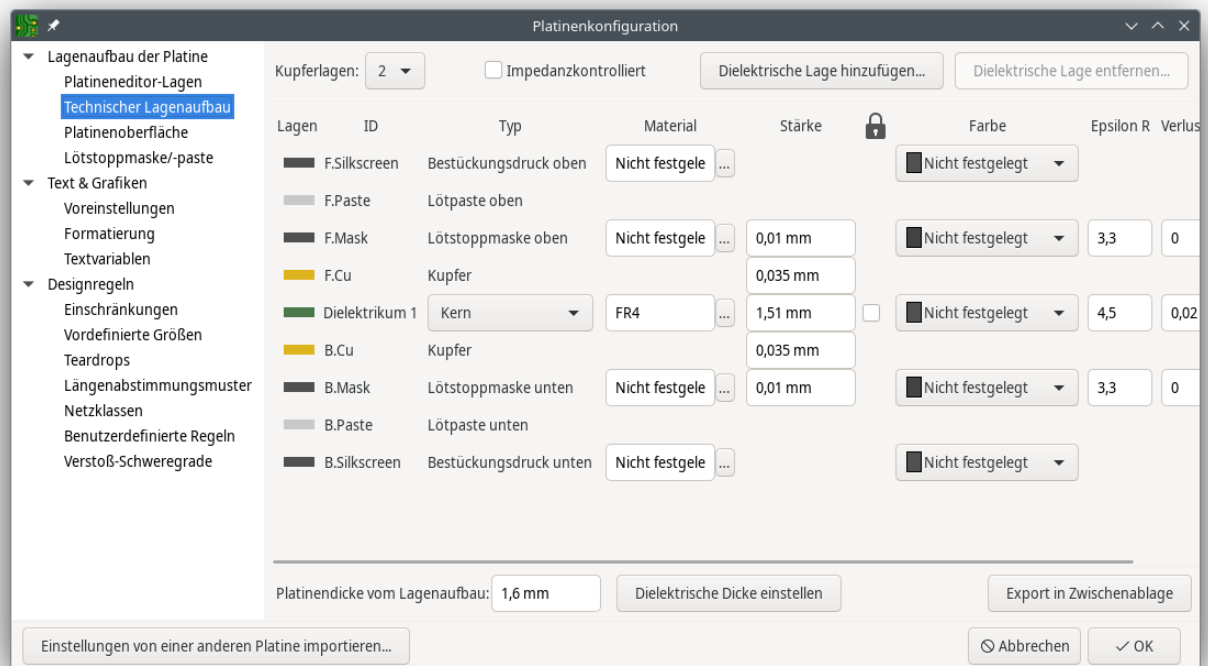 Platinenkonfiguration
Lagenaufbau der Platine
Platineneditor-Lagen
Technischer Lagenaufbau
Platinenoberfläche
Lötstoppmaske/-paste
Text & Grafiken
Voreinstellungen
Formatierung
Textvariablen
Designregeln
Einschränkungen
Vordefinierte Größen
Teardrops
Längenabstimmungsmuster
Netzklassen
Benutzerdefinierte Regeln
Verstoß-Schweregrade
Kupferlagen: 2 Impedanzkontrolliert Dielektrische Lage hinzufügen... Dielektrische Lage entfernen...
Lagen ID Typ Material Stärke Farbe Epsilon R Verlus
F.Silkscreen Bestückungsdruck oben Nicht festgele ... Nicht festgelegt
F.Paste Lötpaste oben
F.Mask Lötstoppmaske oben Nicht festgele ... 0,01 mm Nicht festgelegt 3,3 0
F.Cu Kupfer 0,035 mm
Dielektrikum 1 Kern FR4 ... 1,51 mm Nicht festgelegt 4,5 0,02
B.Cu Kupfer 0,035 mm
B.Mask Lötstoppmaske unten Nicht festgele ... 0,01 mm Nicht festgelegt 3,3 0
B.Paste Lötpaste unten
B.Silkscreen Bestückungsdruck unten Nicht festgele ... Nicht festgelegt
Platinendicke vom Lagenaufbau: 1,6 mm Dielektrische Dicke einstellen Export in Zwischenablage
Einstellungen von einer anderen Platine importieren... Abbrechen OK